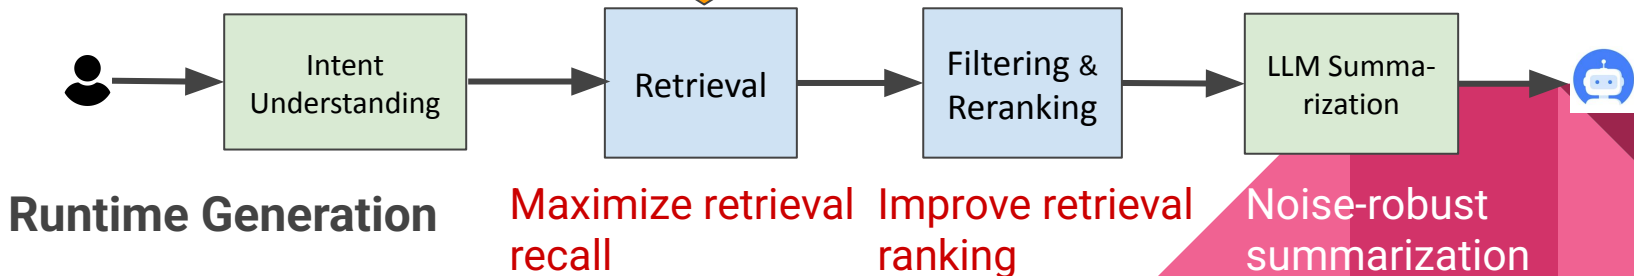 Intent
Understanding
Retrieval
Filtering &
Reranking
LLM Summa-
rization
Runtime Generation
Maximize retrieval
recall
Improve retrieval
ranking
Noise-robust
summarization